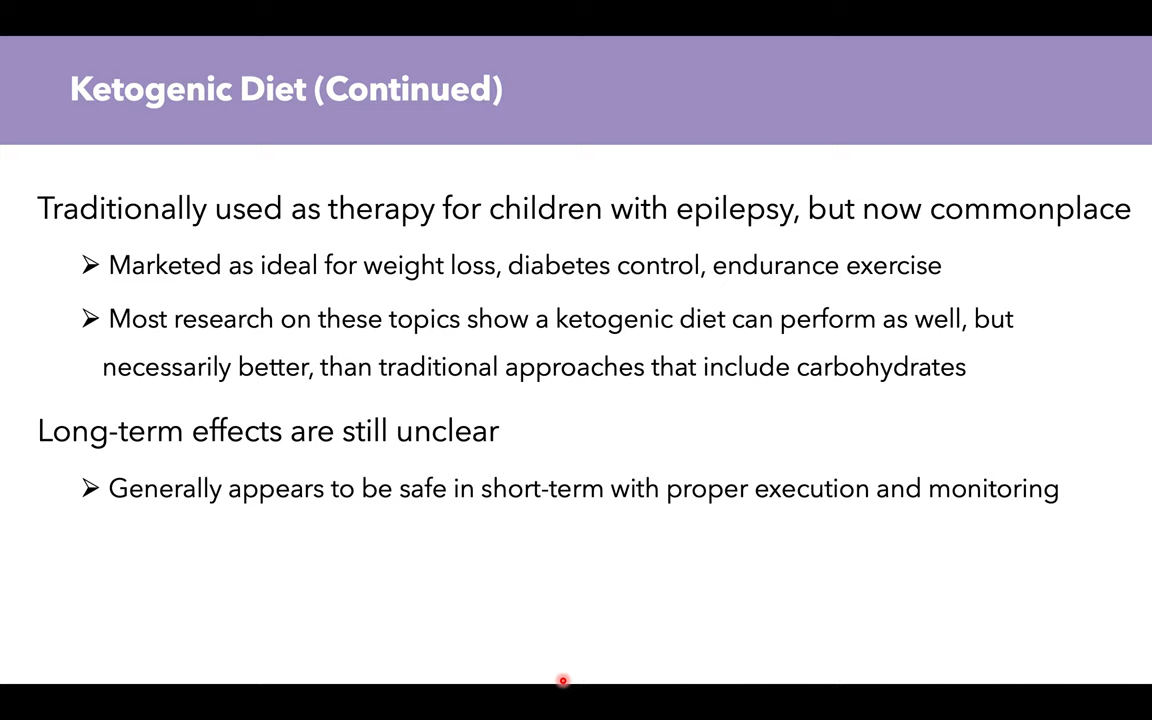 Ketogenic Diet (Continued)
Traditionally used as therapy for children with epilepsy, but now commonplace
➢ Marketed as ideal for weight loss, diabetes control, endurance exercise
➢ Most research on these topics show a ketogenic diet can perform as well, but
necessarily better, than traditional approaches that include carbohydrates
Long-term effects are still unclear
➢ Generally appears to be safe in short-term with proper execution and monitoring